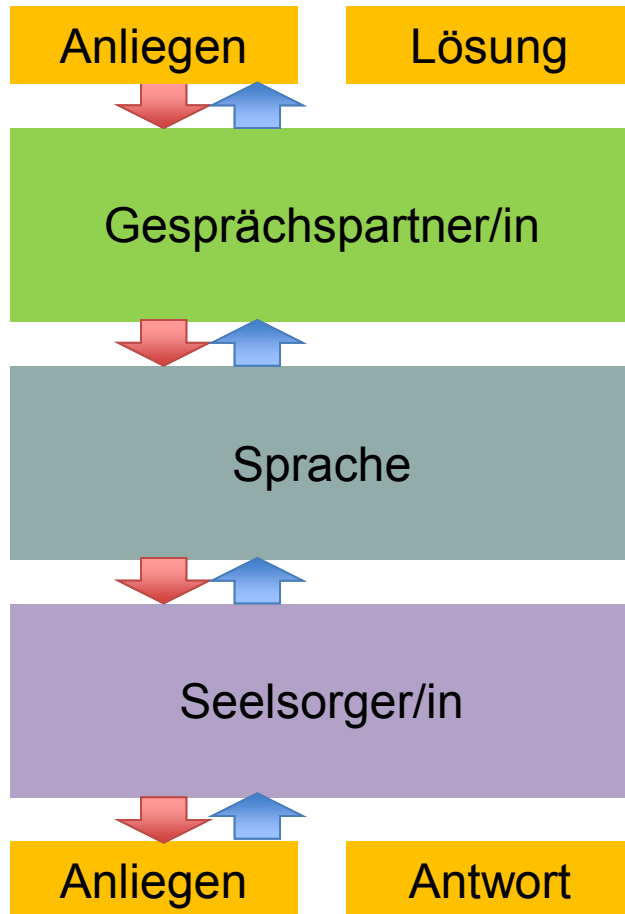 Anliegen
Lösung
Gesprächspartner/in
Sprache
Seelsorger/in
Anliegen
Antwort